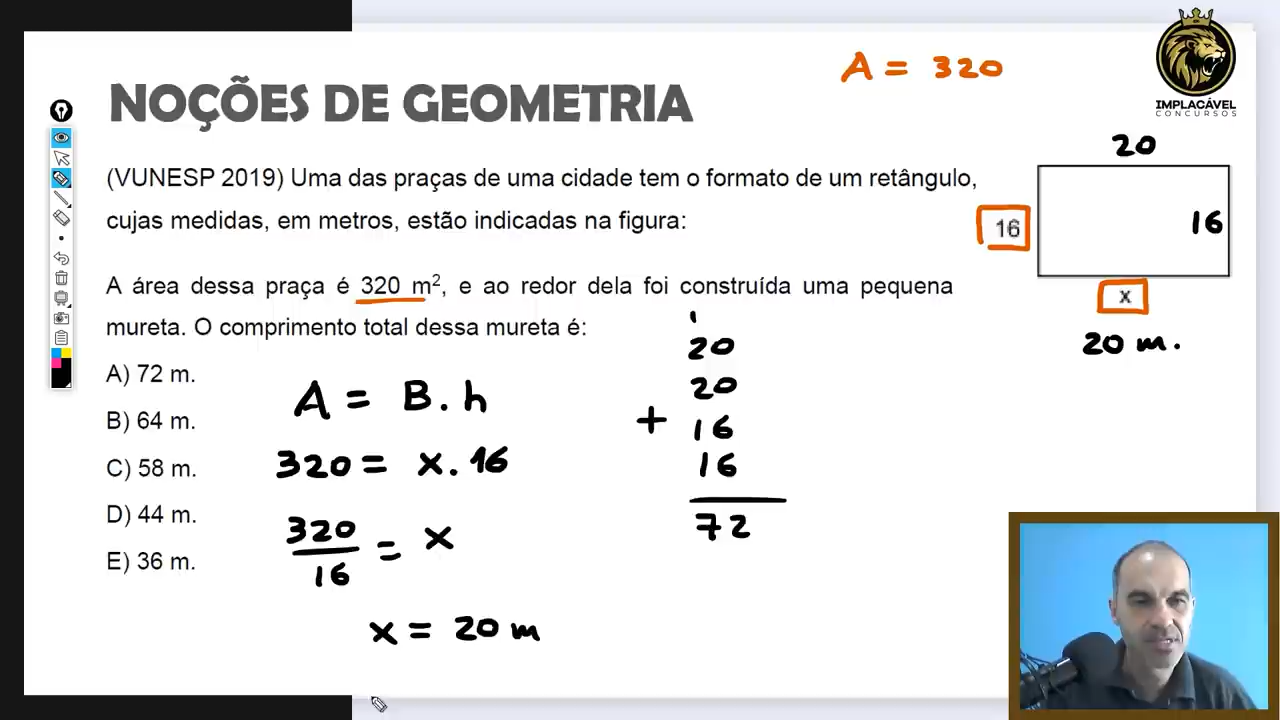 A = 320
IMPLACÁVEL
CONCURSOS
NOÇÕES DE GEOMETRIA
20
(VUNESP 2019) Uma das praças de uma cidade tem o formato de um retângulo,
cujas medidas, em metros, estão indicadas na figura:
16
16
x
20 m.
A área dessa praça é 320 m², e ao redor dela foi construída uma pequena
mureta. O comprimento total dessa mureta é:
A) 72 m.
B) 64 m.
C) 58 m.
D) 44 m.
E) 36 m.
A = B . h
320 = x . 16
320
16
= x
x = 20 m
1
20
20
+ 16
16
72